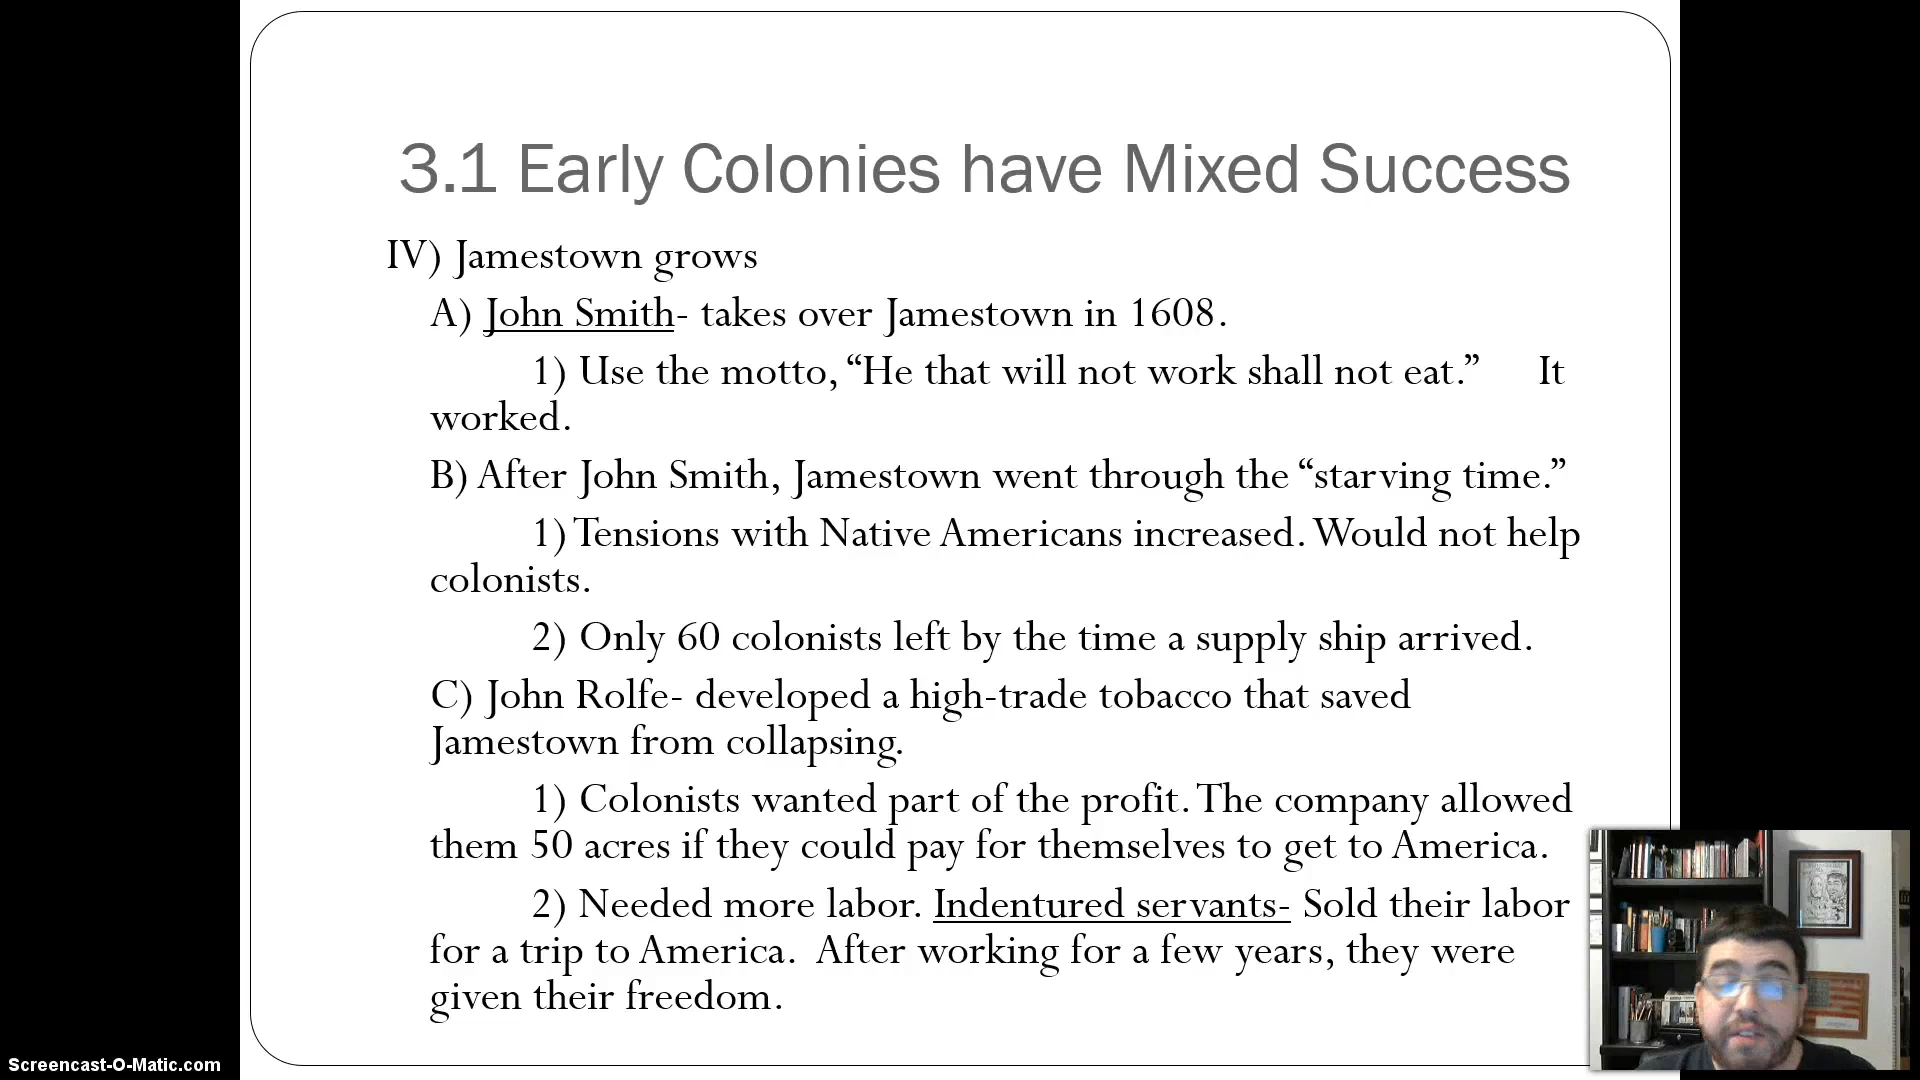 3.1 Early Colonies have Mixed Success
IV) Jamestown grows
A) John Smith- takes over Jamestown in 1608.
1) Use the motto, “He that will not work shall not eat.” It
worked.
B) After John Smith, Jamestown went through the “starving time.”
1) Tensions with Native Americans increased. Would not help
colonists.
2) Only 60 colonists left by the time a supply ship arrived.
C) John Rolfe- developed a high-trade tobacco that saved
Jamestown from collapsing.
1) Colonists wanted part of the profit. The company allowed
them 50 acres if they could pay for themselves to get to America.
2) Needed more labor. Indentured servants- Sold their labor
for a trip to America. After working for a few years, they were
given their freedom.
Screencast-O-Matic.com